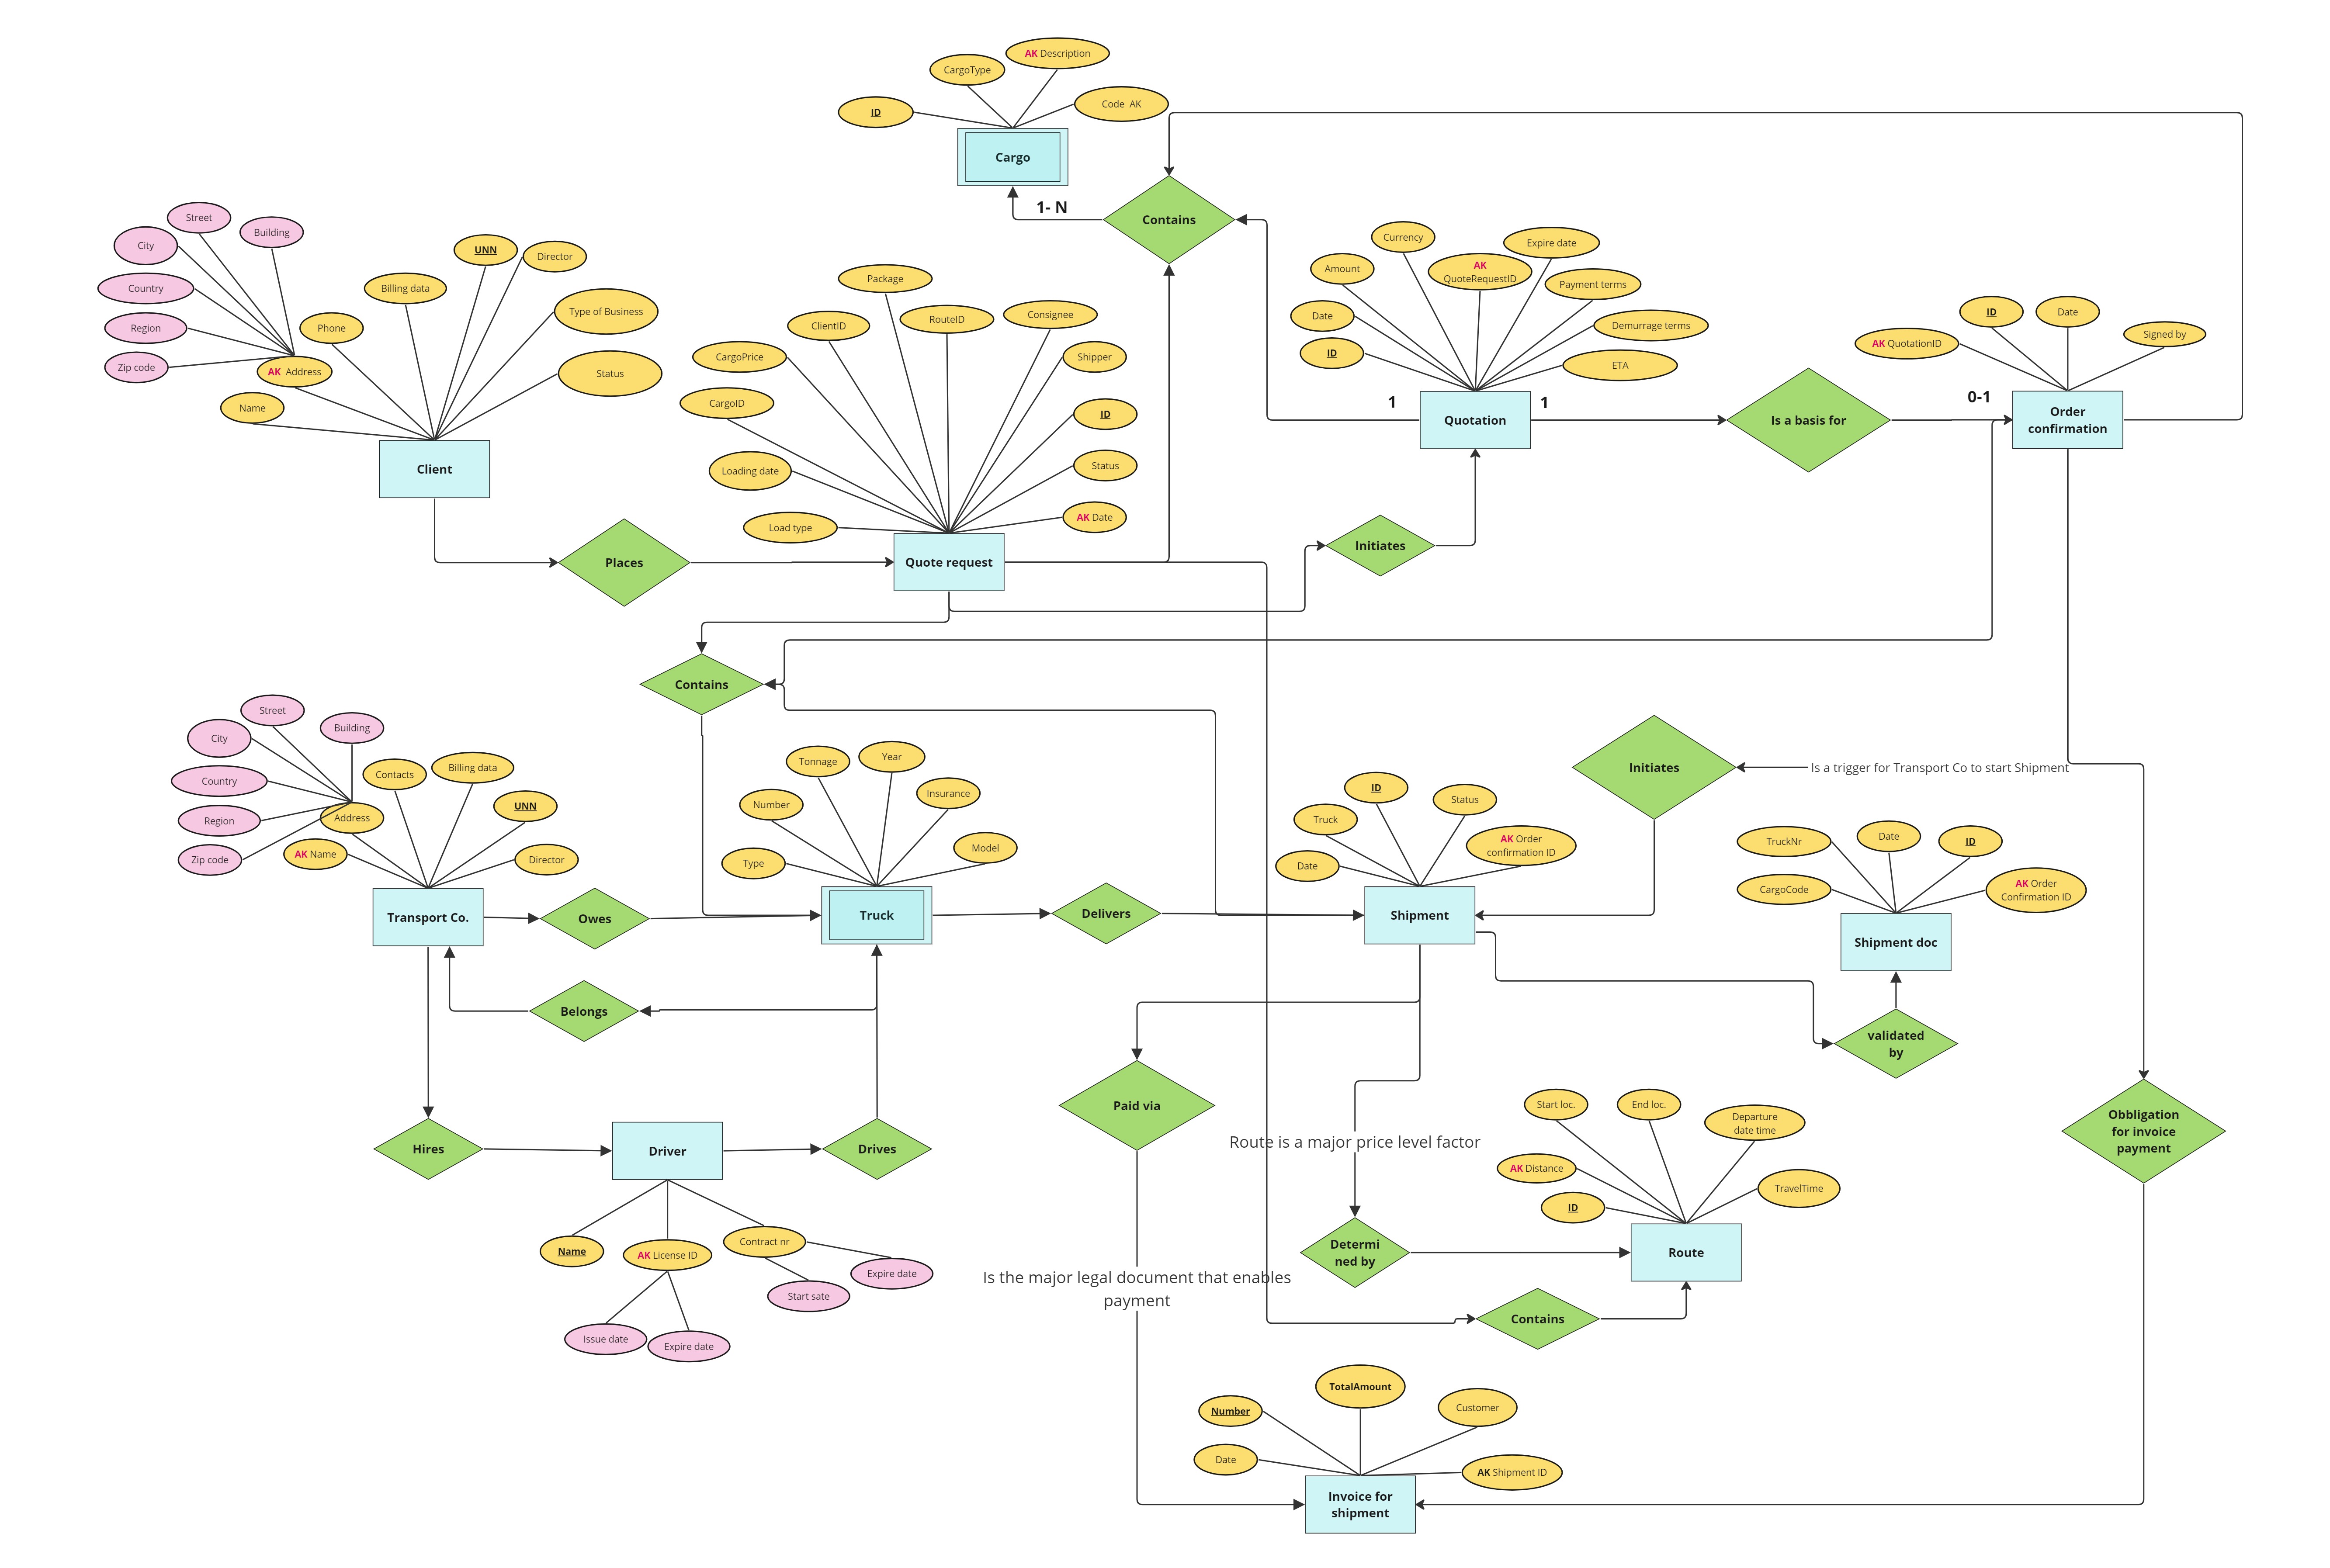 AK Description
CargoType
Code  AK
ID
Cargo
1- N
Contains
Street
Building
City
Country
Region
Zip code
AK  Address
Phone
Name
Billing data
UNN
Director
Type of Business
Status
Client
Places
Package
ClientID
RouteID
Consignee
CargoPrice
Shipper
CargoID
ID
Loading date
Status
Load type
AK Date
Quote request
Currency
Expire date
Amount
AK
QuoteRequestID
Payment terms
Date
Demurrage terms
ID
ETA
1
Quotation
1
Initiates
Is a basis for
0-1
ID
Date
AK QuotationID
Signed by
Order
confirmation
Contains
Street
Building
City
Country
Region
Zip code
Address
Contacts
Billing data
UNN
AK Name
Director
Transport Co.
Owes
Tonnage
Year
Number
Insurance
Type
Model
Truck
Delivers
ID
Status
Truck
AK Order
confirmation ID
Date
Shipment
Initiates
Is a trigger for Transport Co to start Shipment
TruckNr
Date
ID
CargoCode
AK Order
Confirmation ID
Shipment doc
validated
by
Belongs
Hires
Driver
Drives
Name
AK License ID
Contract nr
Expire date
Start sate
Issue date
Expire date
Paid via
Route is a major price level factor
Start loc.
End loc.
Departure
date time
AK Distance
TravelTime
ID
Determi
ned by
Route
Contains
Obbligation
for invoice
payment
Is the major legal document that enables
payment
TotalAmount
Number
Customer
Date
AK Shipment ID
Invoice for
shipment